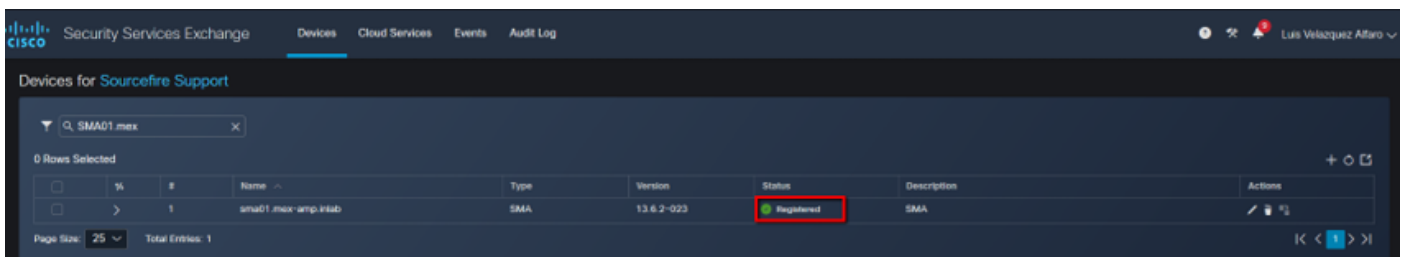 CISCO Security Services Exchange Devices Cloud Services Events Audit Log ? 9 Luis Velazquez Alfaro
Devices for Sourcefire Support
SMA01.mex
0 Rows Selected
% # Name Type Version Status Description Actions
1 sma01.mex-amp.inlab SMA 13.6.2-023 Registered SMA
Page Size: 25 Total Entries: 1 1